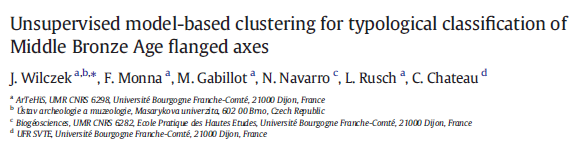 Unsupervised model-based clustering for typological classification of
Middle Bronze Age flanged axes
J. Wilczek a,b,*, F. Monna a, M. Gabillot a, N. Navarro c, L. Rusch a, C. Chateau d
a ArTeHiS, UMR CNRS 6298, Université Bourgogne Franche-Comté, 21000 Dijon, France
b Ústav archeologie a muzeologie, Masarykova univerzita, 602 00 Brno, Czech Republic
c Biogéosciences, UMR CNRS 6282, Ecole Pratique des Hautes Etudes, Université Bourgogne Franche-Comté, 21000 Dijon, France
d UFR SVTE, Université Bourgogne Franche-Comté, 21000 Dijon, France